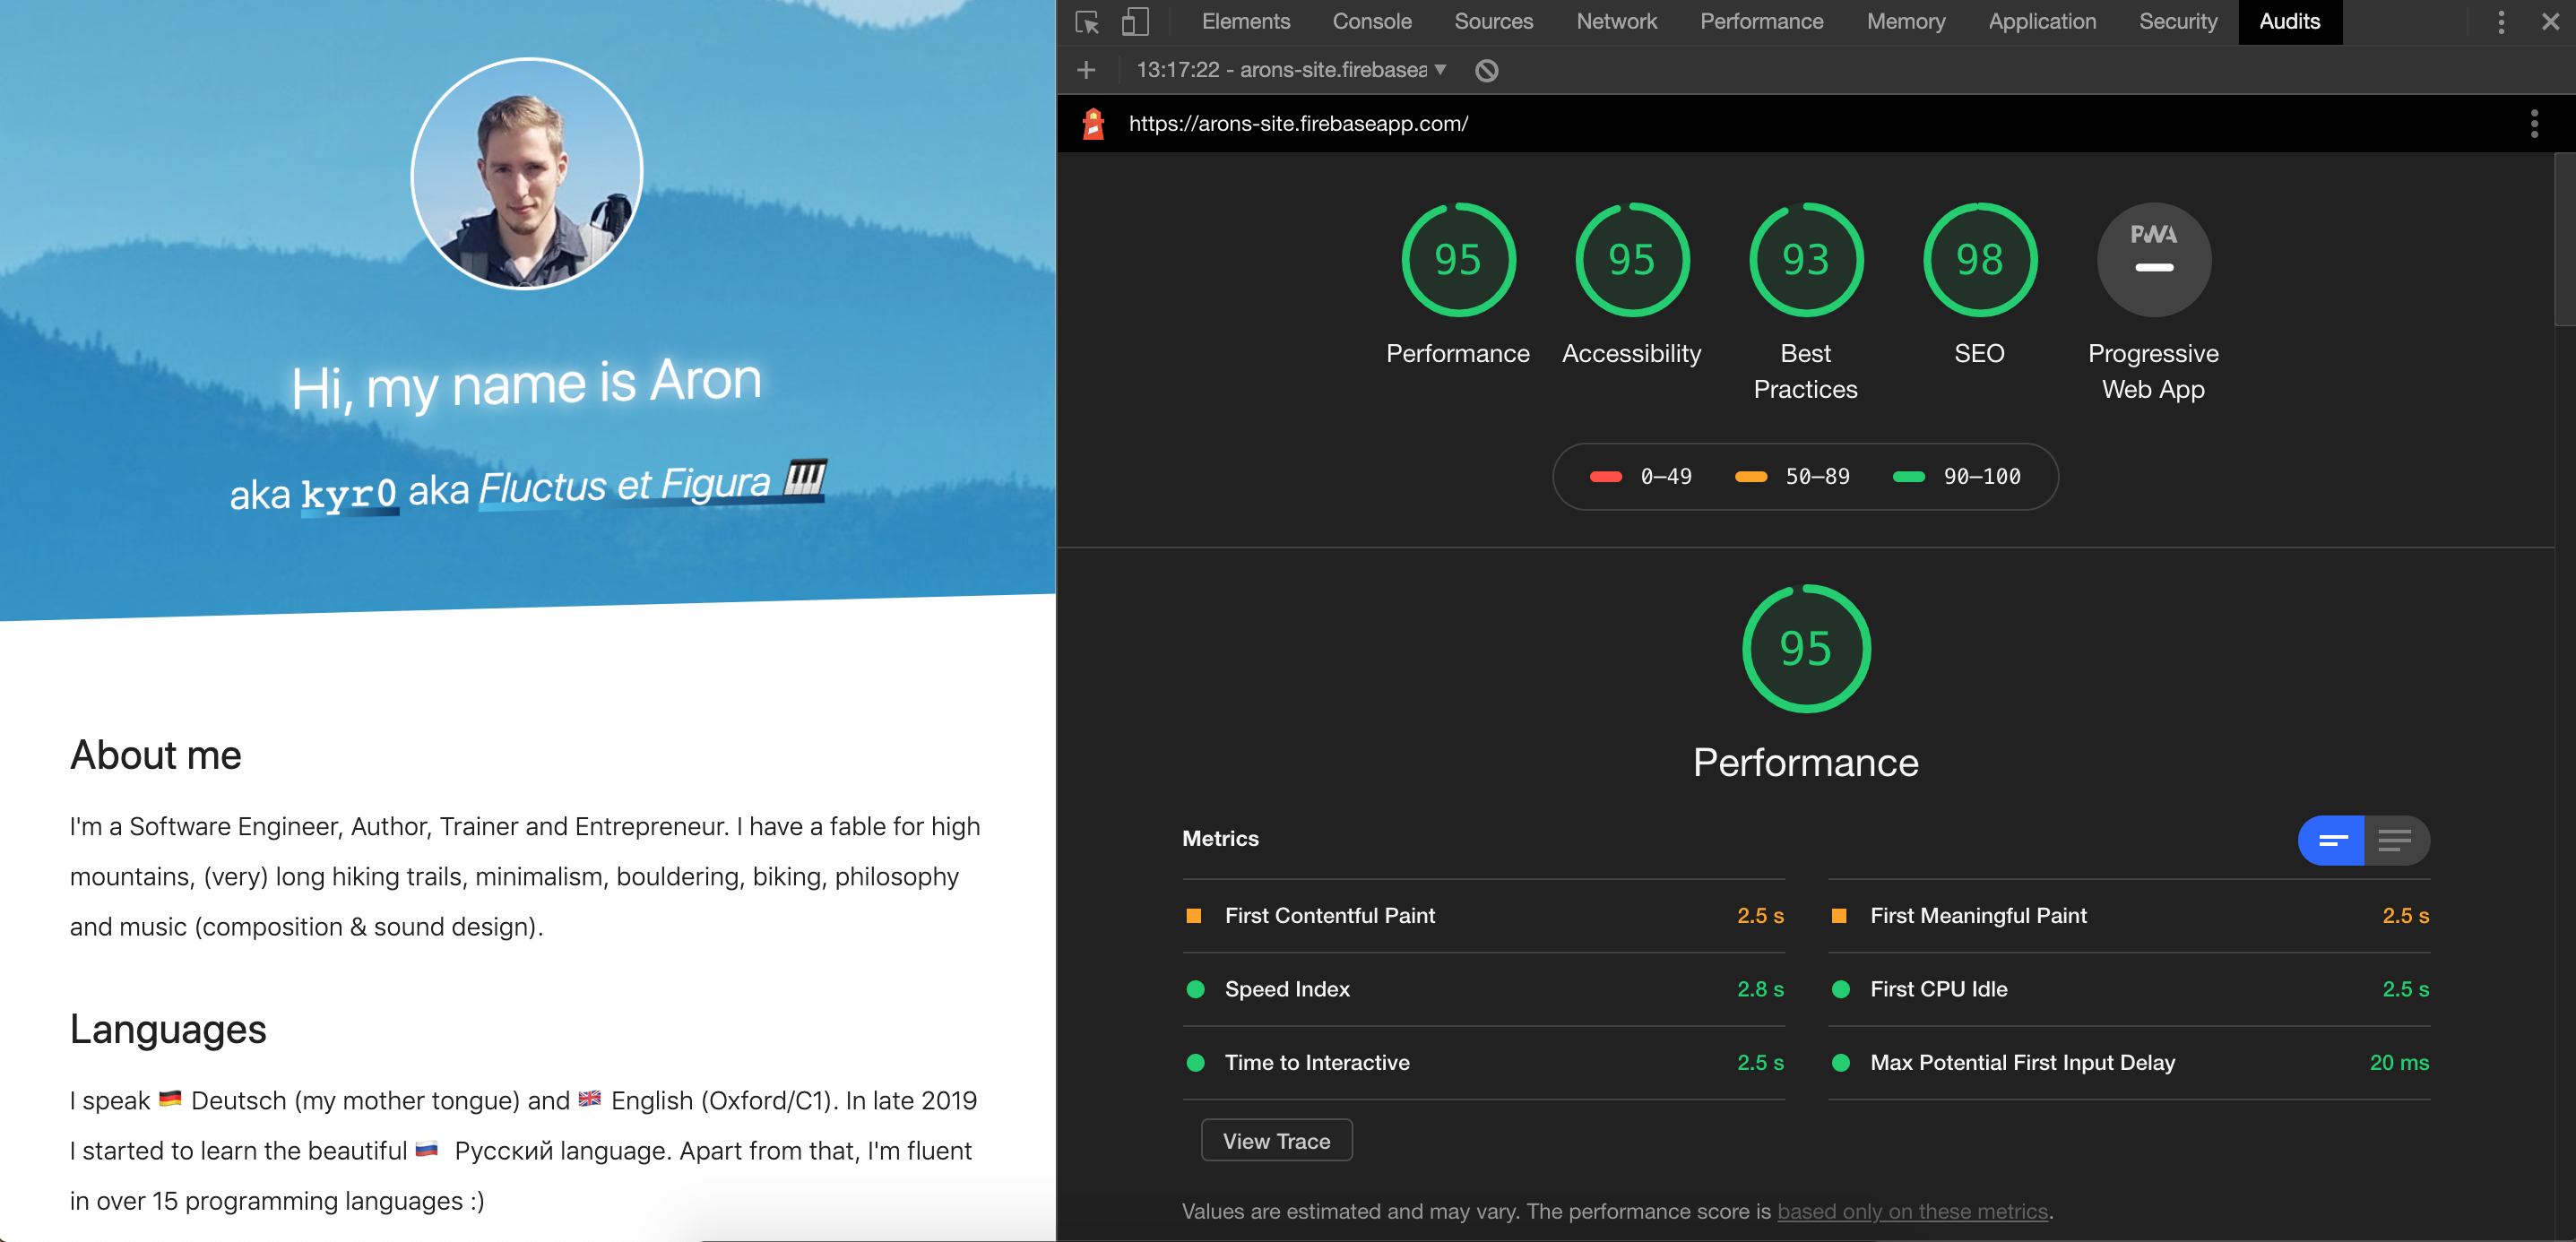 Hi, my name is Aron
aka kyr0 aka Fluctus et Figura
About me
I'm a Software Engineer, Author, Trainer and Entrepreneur. I have a fable for high
mountains, (very) long hiking trails, minimalism, bouldering, biking, philosophy
and music (composition & sound design).
Languages
I speak 🇩🇪 Deutsch (my mother tongue) and 🇬🇧 English (Oxford/C1). In late 2019
I started to learn the beautiful 🇷🇺 Русский language. Apart from that, I'm fluent
in over 15 programming languages :)
Elements Console Sources Network Performance Memory Application Security Audits
13:17:22 - arons-site.firebasea
https://arons-site.firebaseapp.com/
95 95 93 98 PWA
Performance Accessibility Best SEO Progressive
Practices Web App
0–49 50–89 90–100
95
Performance
Metrics
First Contentful Paint 2.5 s First Meaningful Paint 2.5 s
Speed Index 2.8 s First CPU Idle 2.5 s
Time to Interactive 2.5 s Max Potential First Input Delay 20 ms
View Trace
Values are estimated and may vary. The performance score is based only on these metrics.